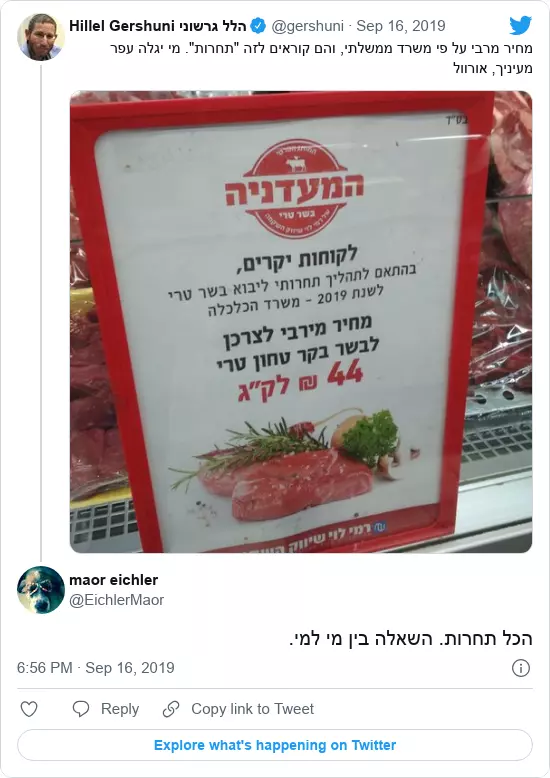 Hillel Gershuni הלל גרשוני @gershuni · Sep 16, 2019
מחיר מרבי על פי משרד ממשלתי, והם קוראים לזה "תחרות". מי יגלה עפר
מעיניך, אורוול
בס"ד
המעדניה
בשר טרי
לקוחות יקרים,
בהתאם לתהליך תחרותי ליבוא בשר טרי
לשנת 2019 - משרד הכלכלה
מחיר מירבי לצרכן
לבשר בקר טחון טרי
44 ₪ לק"ג
רמי לוי שיווק
maor eichler
@EichlerMaor
הכל תחרות. השאלה בין מי למי.
6:56 PM · Sep 16, 2019
Reply Copy link to Tweet
Explore what's happening on Twitter